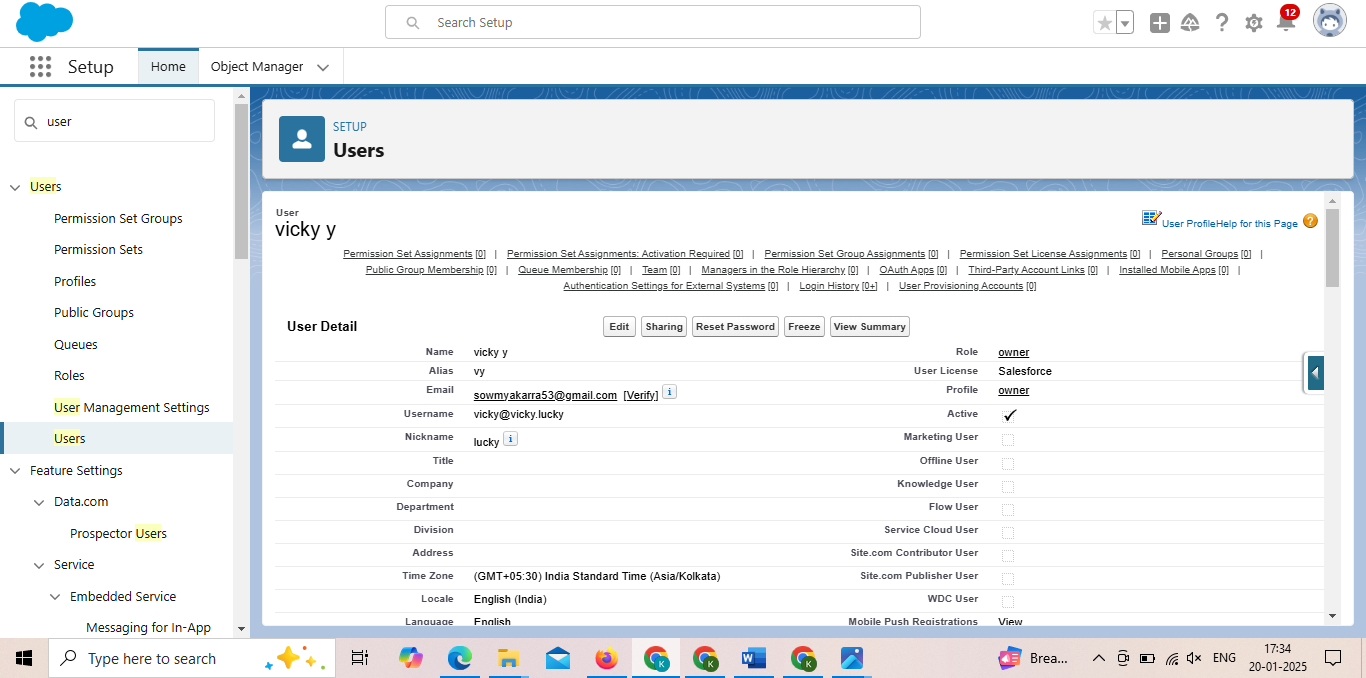 Search Setup
12
Setup
Home
Object Manager
user
Users
Permission Set Groups
Permission Sets
Profiles
Public Groups
Queues
Roles
User Management Settings
Users
Feature Settings
Data.com
Prospector Users
Service
Embedded Service
Messaging for In-App
SETUP
Users
User
vicky y
User Profile Help for this Page ?
Permission Set Assignments [0] | Permission Set Assignments: Activation Required [0] | Permission Set Group Assignments [0] | Permission Set License Assignments [0] | Personal Groups [0] |
Public Group Membership [0] | Queue Membership [0] | Team [0] | Managers in the Role Hierarchy [0] | OAuth Apps [0] | Third-Party Account Links [0] | Installed Mobile Apps [0] |
Authentication Settings for External Systems [0] | Login History [0+] | User Provisioning Accounts [0]
User Detail
Edit Sharing Reset Password Freeze View Summary
Name vicky y Role owner
Alias vy User License Salesforce
Email sowmyakarra53@gmail.com [Verify] i Profile owner
Username vicky@vicky.lucky Active
Nickname lucky i Marketing User
Title Offline User
Company Knowledge User
Department Flow User
Division Service Cloud User
Address Site.com Contributor User
Time Zone (GMT+05:30) India Standard Time (Asia/Kolkata) Site.com Publisher User
Locale English (India) WDC User
Language English Mobile Push Registrations View
Type here to search
K
K
W
K
Brea...
ENG
17:34
20-01-2025